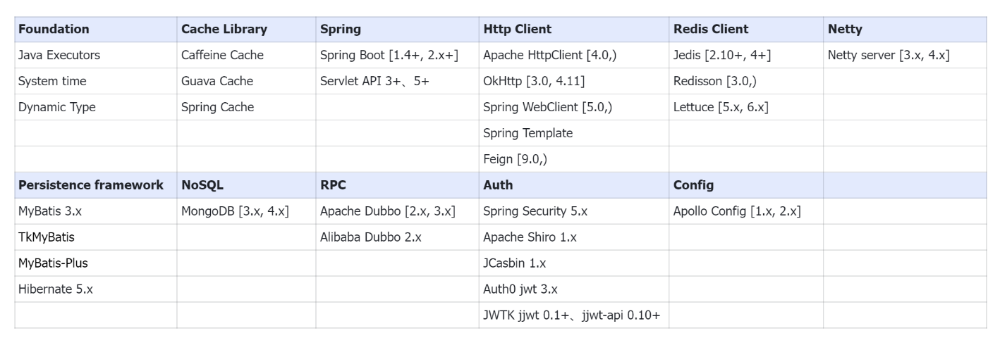 Foundation Cache Library Spring Http Client Redis Client Netty
Java Executors Caffeine Cache Spring Boot [1.4+, 2.x+] Apache HttpClient [4.0,) Jedis [2.10+, 4+] Netty server [3.x, 4.x]
System time Guava Cache Servlet API 3+、5+ OkHttp [3.0, 4.11] Redisson [3.0,)
Dynamic Type Spring Cache Spring WebClient [5.0,) Lettuce [5.x, 6.x]
Spring Template
Feign [9.0,)
Persistence framework NoSQL RPC Auth Config
MyBatis 3.x MongoDB [3.x, 4.x] Apache Dubbo [2.x, 3.x] Spring Security 5.x Apollo Config [1.x, 2.x]
TkMyBatis Alibaba Dubbo 2.x Apache Shiro 1.x
MyBatis-Plus JCasbin 1.x
Hibernate 5.x Auth0 jwt 3.x
JWTK jjwt 0.1+、jjwt-api 0.10+